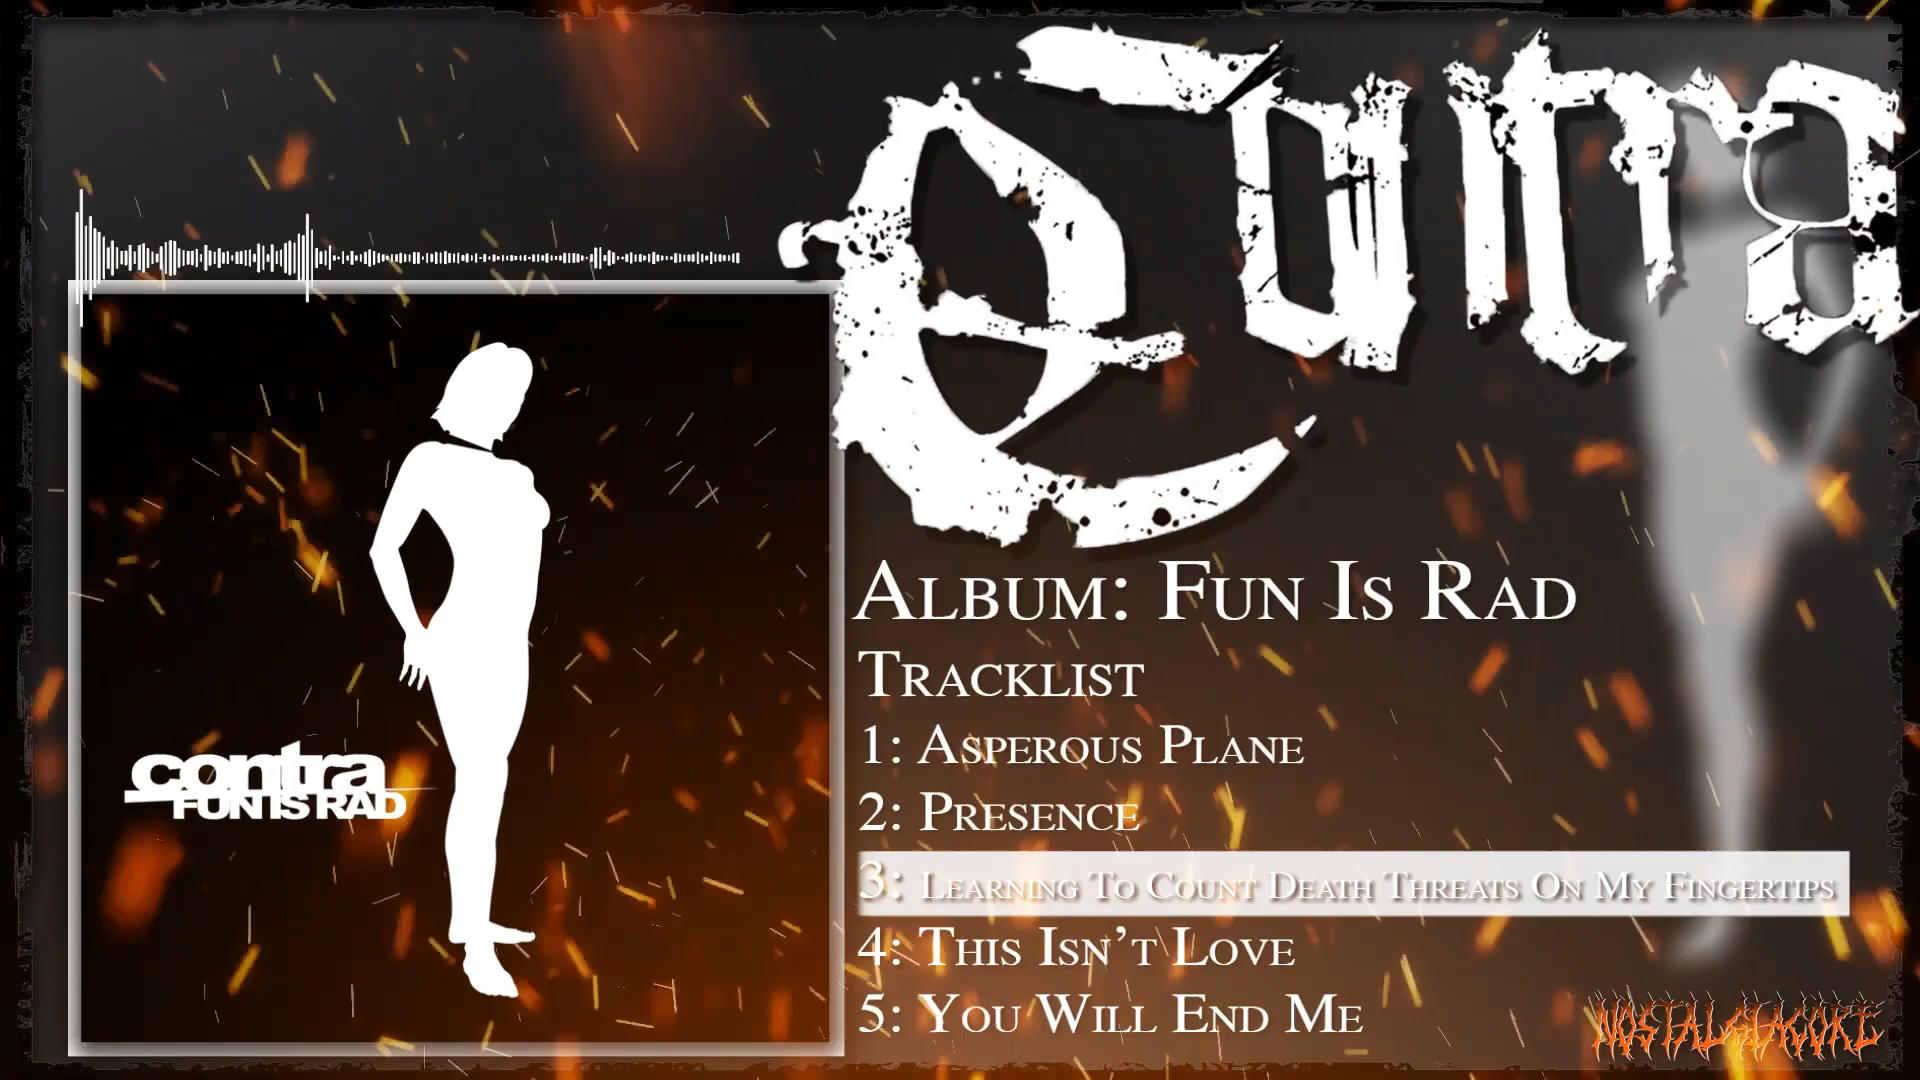 Contra
Album: Fun Is Rad
Tracklist
1: Asperous Plane
2: Presence
3: Learning To Count Death Threats On My Fingertips
4: This Isn't Love
5: You Will End Me
contra
FUN IS RAD
NOSTALGIACORE